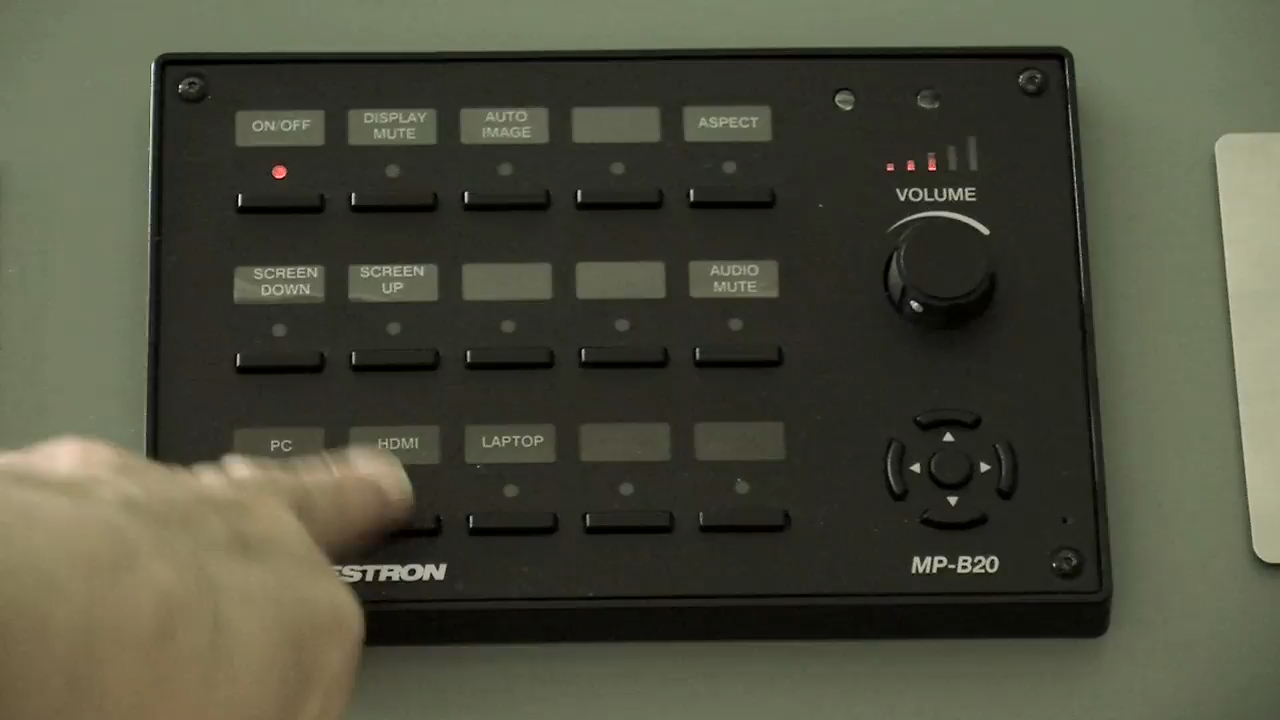 ON/OFF
DISPLAY
MUTE
AUTO
IMAGE
ASPECT
VOLUME
SCREEN
DOWN
SCREEN
UP
AUDIO
MUTE
PC
HDMI
LAPTOP
ESTRON
MP-B20